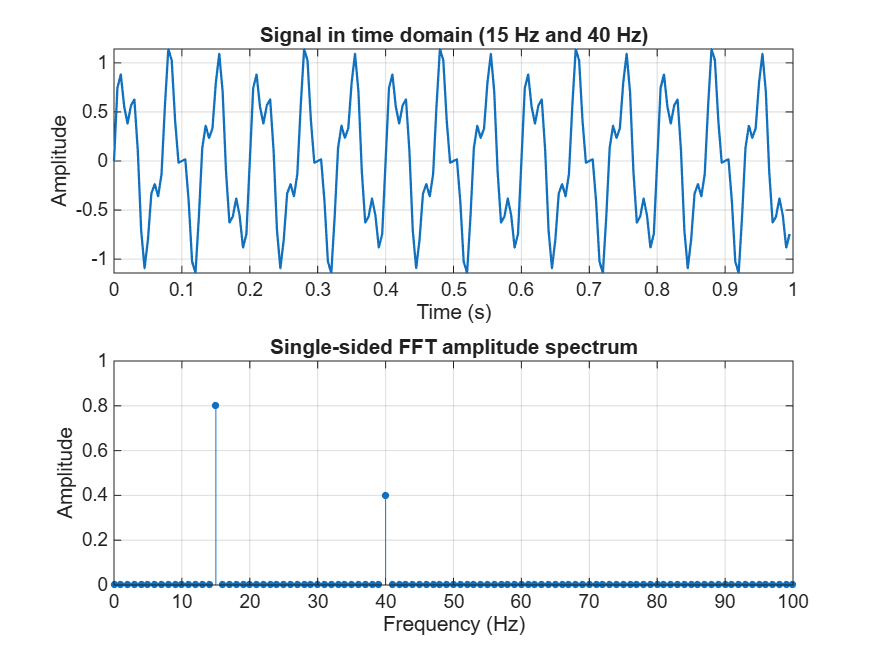 Signal in time domain (15 Hz and 40 Hz)
1
0.5
0
-0.5
-1
Amplitude
0 0.1 0.2 0.3 0.4 0.5 0.6 0.7 0.8 0.9 1
Time (s)
Single-sided FFT amplitude spectrum
1
0.8
0.6
0.4
0.2
0
Amplitude
0 10 20 30 40 50 60 70 80 90 100
Frequency (Hz)